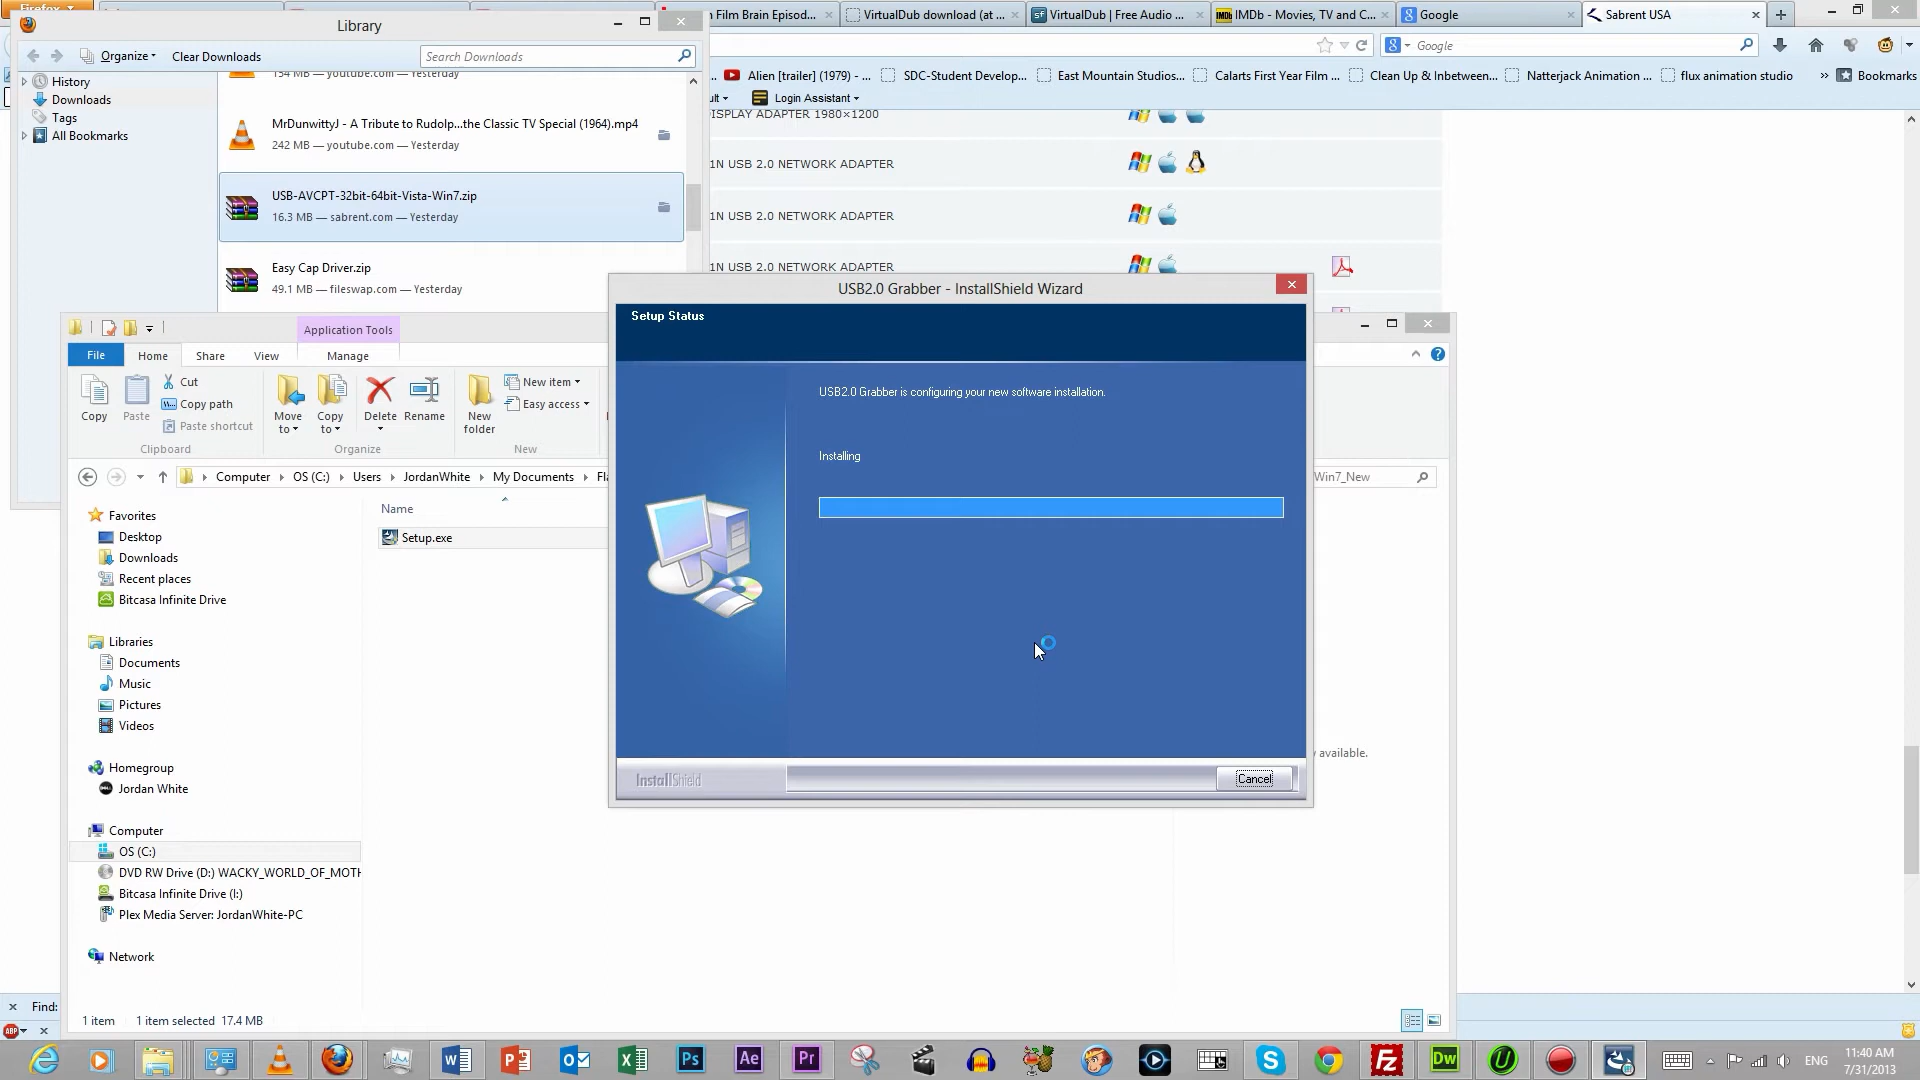 Firefox
Library
n Film Brain Episod...
VirtualDub download (at ...
VirtualDub | Free Audio ...
IMDb - Movies, TV and C...
Google
Sabrent USA
Organize
Clear Downloads
Search Downloads
Google
History
Downloads
Tags
All Bookmarks
Alien [trailer] (1979) - ...
SDC-Student Develop...
East Mountain Studios...
Calarts First Year Film ...
Clean Up & Inbetween...
Natterjack Animation ...
flux animation studio
Bookmarks
Login Assistant
154 MB — youtube.com — Yesterday
MrDunwittyJ - A Tribute to Rudolp...the Classic TV Special (1964).mp4
242 MB — youtube.com — Yesterday
USB-AVCPT-32bit-64bit-Vista-Win7.zip
16.3 MB — sabrent.com — Yesterday
Easy Cap Driver.zip
49.1 MB — fileswap.com — Yesterday
ISPLAY ADAPTER 1980×1200
1N USB 2.0 NETWORK ADAPTER
1N USB 2.0 NETWORK ADAPTER
1N USB 2.0 NETWORK ADAPTER
Application Tools
File
Home
Share
View
Manage
Copy
Paste
Cut
Copy path
Paste shortcut
Clipboard
Move to
Copy to
Delete
Rename
Organize
New folder
New item
Easy access
New
Computer
OS (C:)
Users
JordanWhite
My Documents
Fla
Win7_New
Name
Setup.exe
Favorites
Desktop
Downloads
Recent places
Bitcasa Infinite Drive
Libraries
Documents
Music
Pictures
Videos
Homegroup
Jordan White
Computer
OS (C:)
DVD RW Drive (D:) WACKY_WORLD_OF_MOTH
Bitcasa Infinite Drive (I:)
Plex Media Server: JordanWhite-PC
Network
1 item
1 item selected 17.4 MB
available.
USB2.0 Grabber - InstallShield Wizard
Setup Status
USB2.0 Grabber is configuring your new software installation.
Installing
InstallShield
Cancel
Find:
ABP
ENG
11:40 AM
7/31/2013